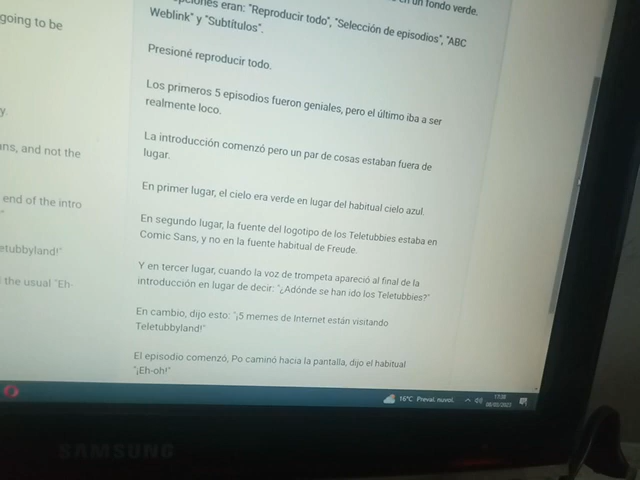 going to be
y.
ans, and not the
end of the intro
etubbyland!"
the usual "Eh-
en un fondo verde.
opciones eran: "Reproducir todo", "Selección de episodios", "ABC
Weblink" y "Subtítulos".
Presioné reproducir todo.
Los primeros 5 episodios fueron geniales, pero el último iba a ser
realmente loco.
La introducción comenzó pero un par de cosas estaban fuera de
lugar.
En primer lugar, el cielo era verde en lugar del habitual cielo azul.
En segundo lugar, la fuente del logotipo de los Teletubbies estaba en
Comic Sans, y no en la fuente habitual de Freude.
Y en tercer lugar, cuando la voz de trompeta apareció al final de la
introducción en lugar de decir: "¿Adónde se han ido los Teletubbies?"
En cambio, dijo esto: "¡5 memes de Internet están visitando
Teletubbyland!"
El episodio comenzó, Po caminó hacia la pantalla, dijo el habitual
"¡Eh-oh!"
16°C Preval. nuvol.
SAMSUNG